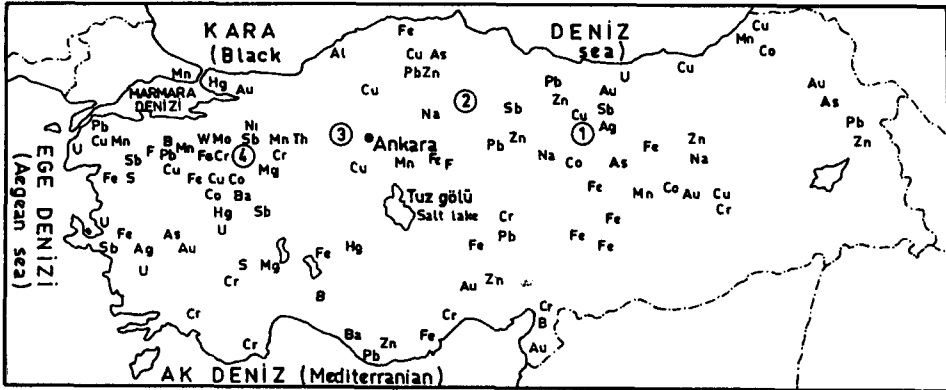 KARA DENİZ
(Black sea)
Fe
Al Cu As Cu Mn Co
Mn Hg Au Pb Zn Pb U Cu Au
MARMARA DENİZİ Cu Zn Au As
Na 2 Sb Cu Sb
Pb Ni 3 Ankara Pb Zn 1 Ag Pb
U Cu Mn B Mn W Mo Sb Mn Th Fe Zn Zn
Sb F Pb Fe Cr 4 Cr Cu Mn Fe F Na Co As Na
Fe S Cu Fe Cu Co Mg Fe Mn Co Au Cu
Co Ba Tuz gölü Cr
Hg Sb Salt lake Cr Fe
U Fe U Pb Fe
Sb Ag As Au Fe Hg Fe Fe
U S Mg
Cr B Au Zn
Cr Cr Cr
B
Cr Ba Zn Fe Au
Pb
EGE DENİZİ
(Aegean sea)
AK DENİZ (Mediterranian)